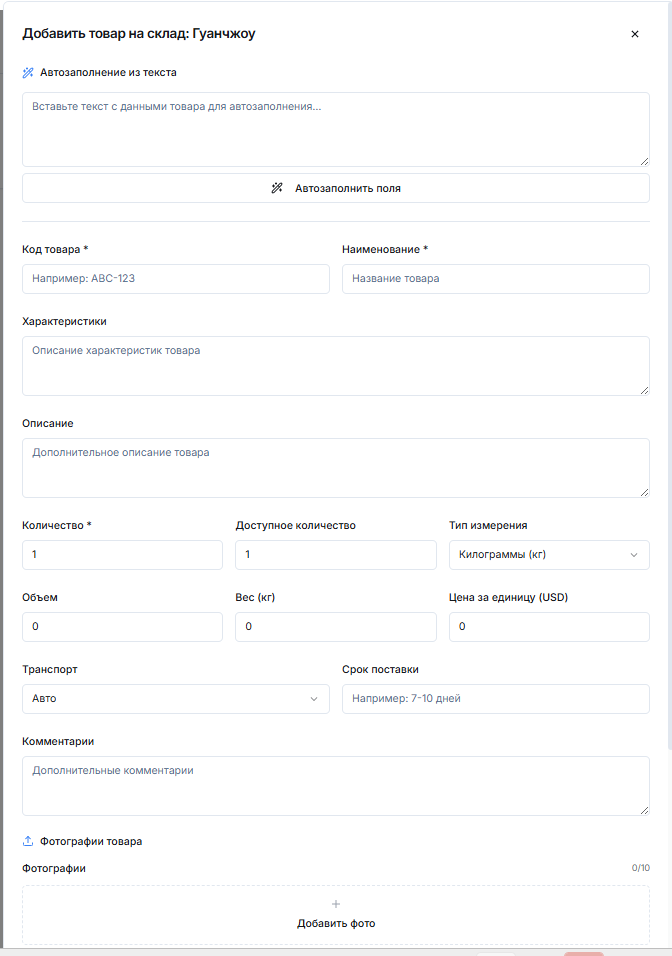 Добавить товар на склад: Гуанчжоу
Автозаполнение из текста
Вставьте текст с данными товара для автозаполнения...
Автозаполнить поля
Код товара * Наименование *
Например: ABC-123 Название товара
Характеристики
Описание характеристик товара
Описание
Дополнительное описание товара
Количество * Доступное количество Тип измерения
1 1 Килограммы (кг)
Объем Вес (кг) Цена за единицу (USD)
0 0 0
Транспорт Срок поставки
Авто Например: 7-10 дней
Комментарии
Дополнительные комментарии
Фотографии товара
Фотографии 0/10
Добавить фото